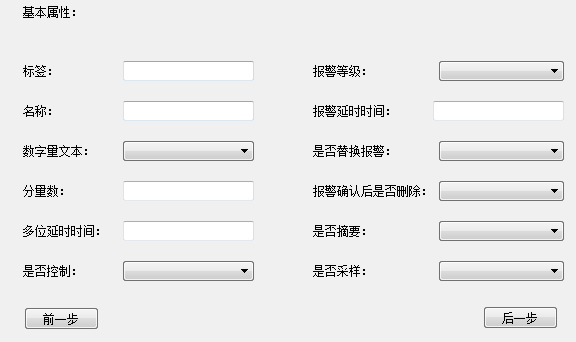 基本属性：
标签：
报警等级：
名称：
报警延时时间：
数字量文本：
是否替换报警：
分量数：
报警确认后是否删除：
多位延时时间：
是否摘要：
是否控制：
是否采样：
前一步
后一步